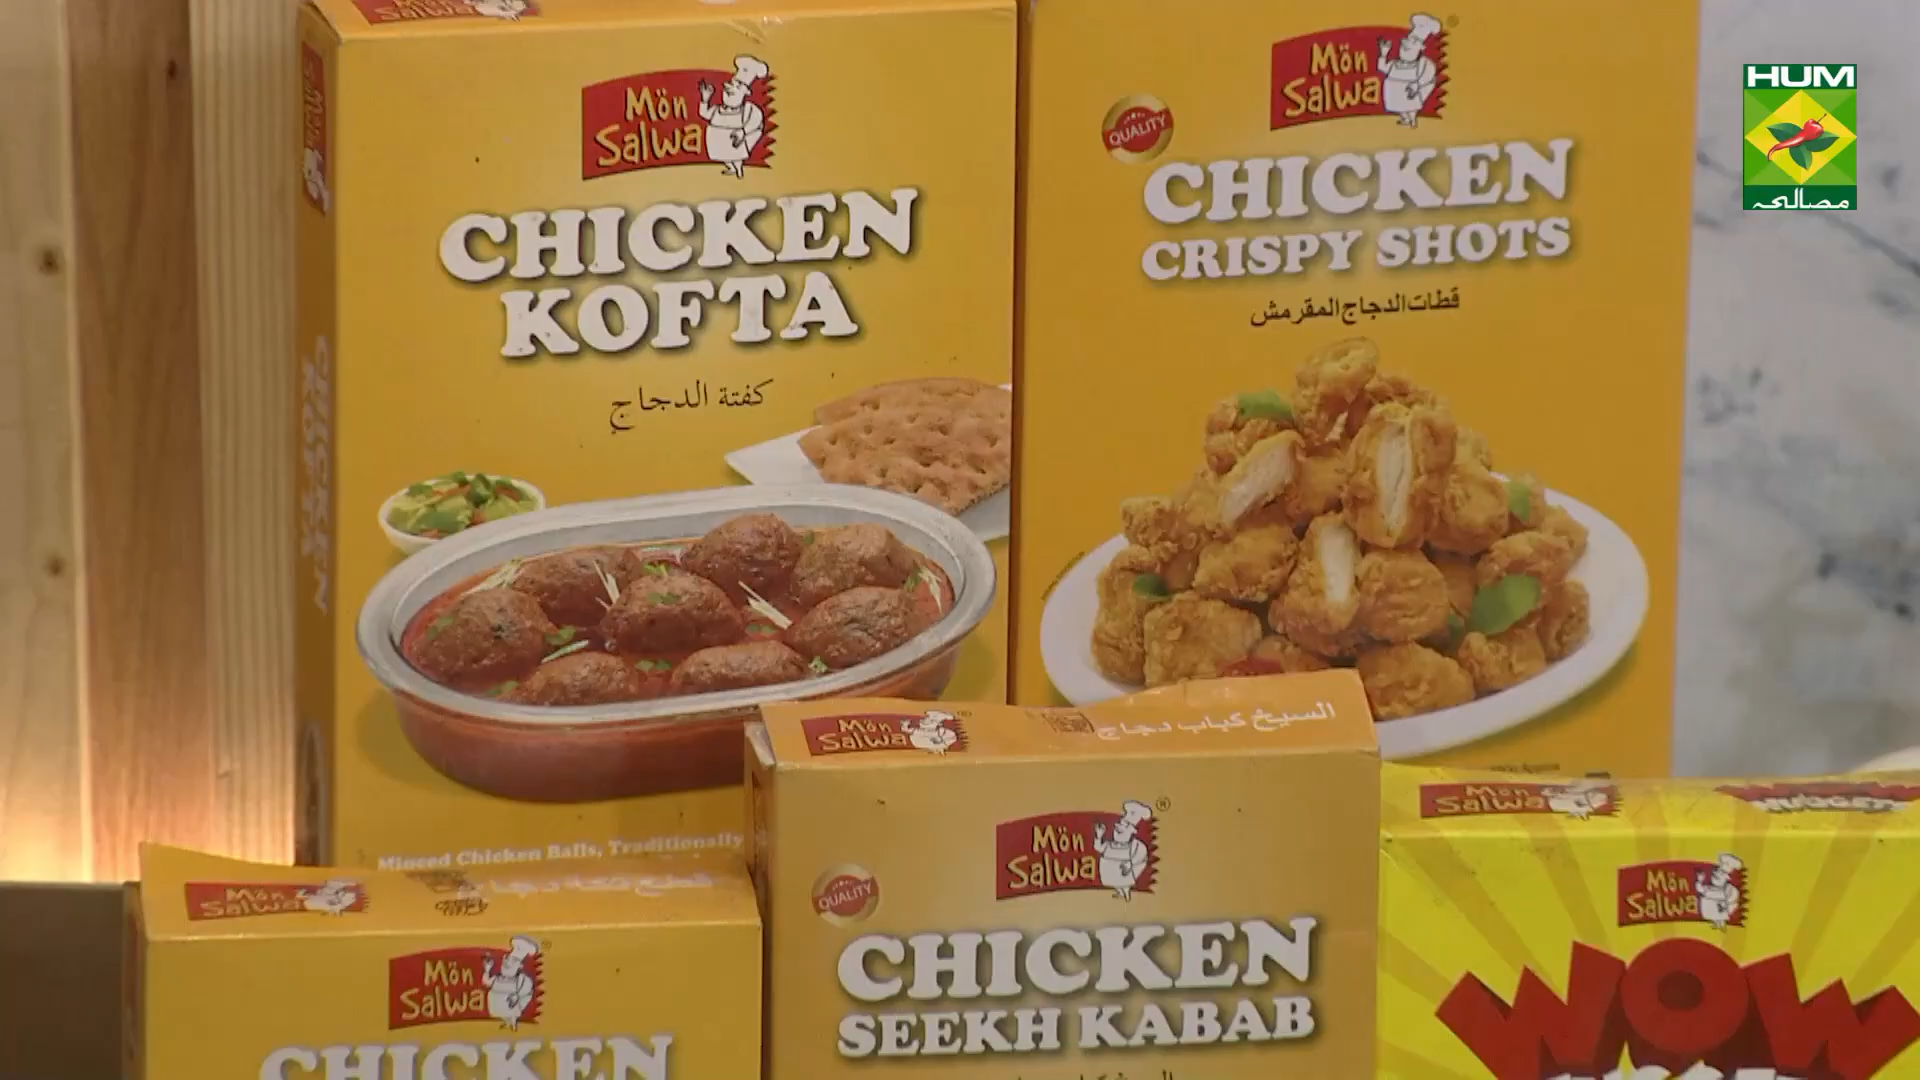 Mön
Salwa
CHICKEN
KOFTA
كفتة الدجاج
Minced Chicken Balls, Traditionally
Mön
Salwa
QUALITY
CHICKEN
CRISPY SHOTS
قطات الدجاج المقرمش
HUM
مصالحہ
Mön
Salwa
السيخ كباب دجاج
Mön
Salwa
QUALITY
CHICKEN
SEEKH KABAB
Mön
Salwa
Mön
Salwa
CHICKEN
Mön
Salwa
NUGGETS
Mön
Salwa
WOW